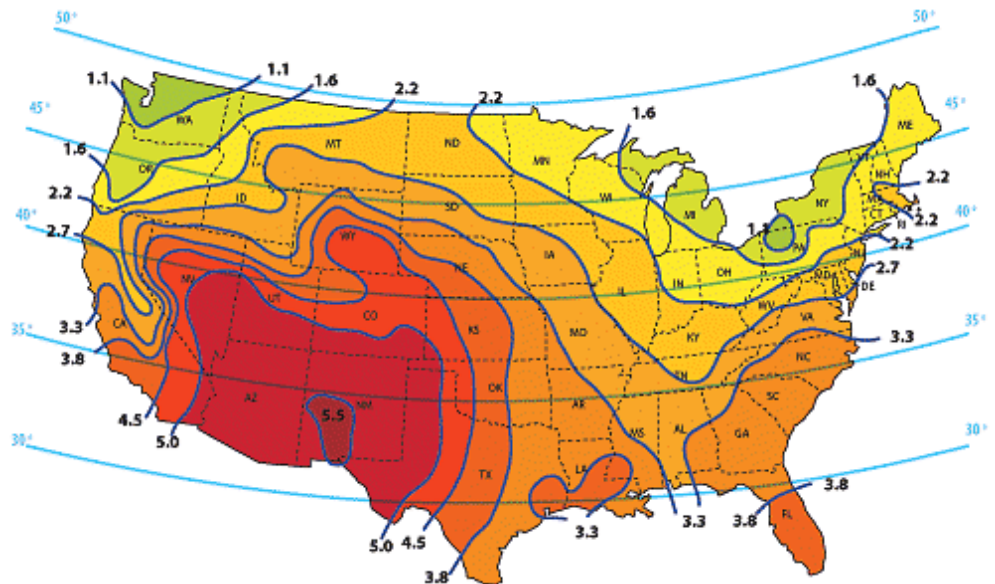 50°
50°
1.1
1.1
1.6
2.2
2.2
1.6
1.6
45°
45°
WA
MT
ND
MN
ME
VT
NH
1.6
OR
ID
SD
WI
MI
NY
2.2
2.2
CT
RI
2.2
40°
40°
2.7
WY
NE
IA
1.1
PA
2.2
NV
UT
CO
IL
IN
OH
WV
MD
DE
2.7
3.3
CA
KS
MO
KY
VA
35°
35°
3.8
3.3
AZ
NM
OK
AR
TN
NC
SC
4.5
5.0
5.5
MS
AL
GA
30°
30°
TX
LA
3.3
3.3
3.8
3.8
FL
5.0
4.5
3.8